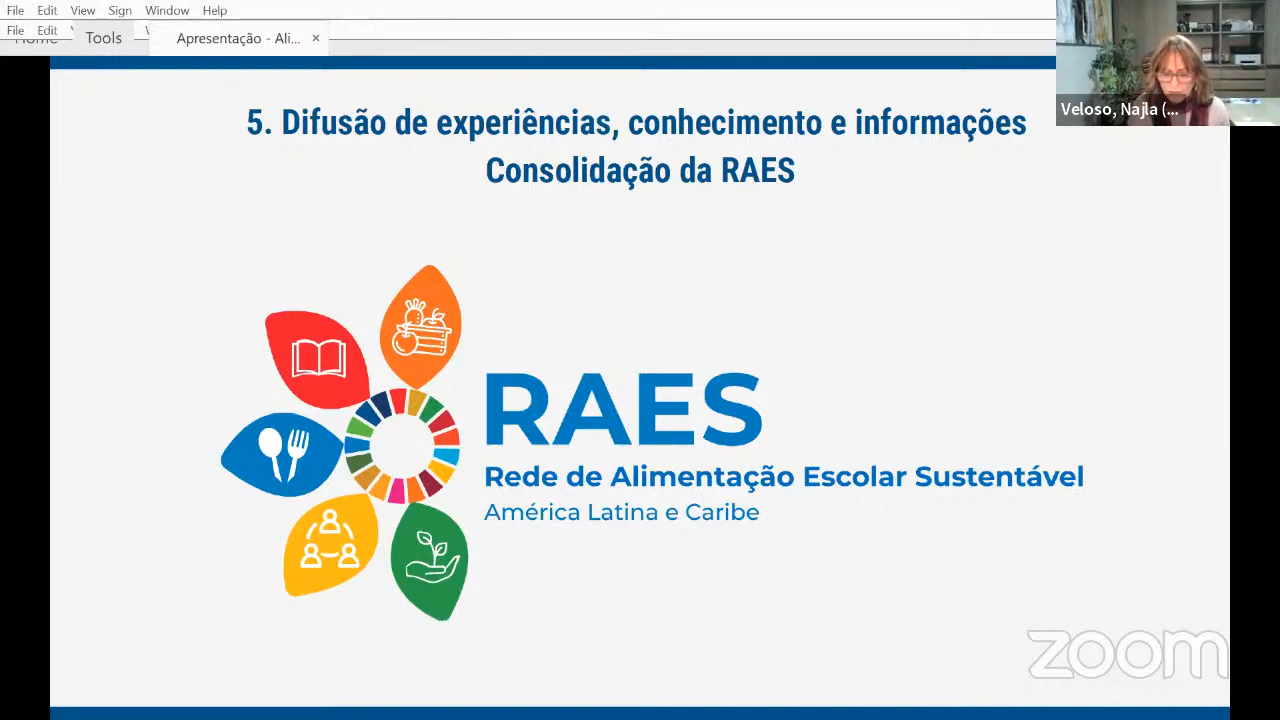 File Edit View Sign Window Help
File Edit
Tools
Apresentação - Ali... ×
Veloso, Najla (...
5. Difusão de experiências, conhecimento e informações
Consolidação da RAES
RAES
Rede de Alimentação Escolar Sustentável
América Latina e Caribe
zoom